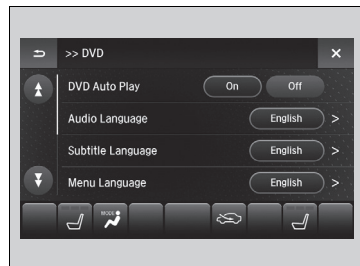 >> DVD
DVD Auto Play On Off
Audio Language English >
Subtitle Language English >
Menu Language English >
MODE